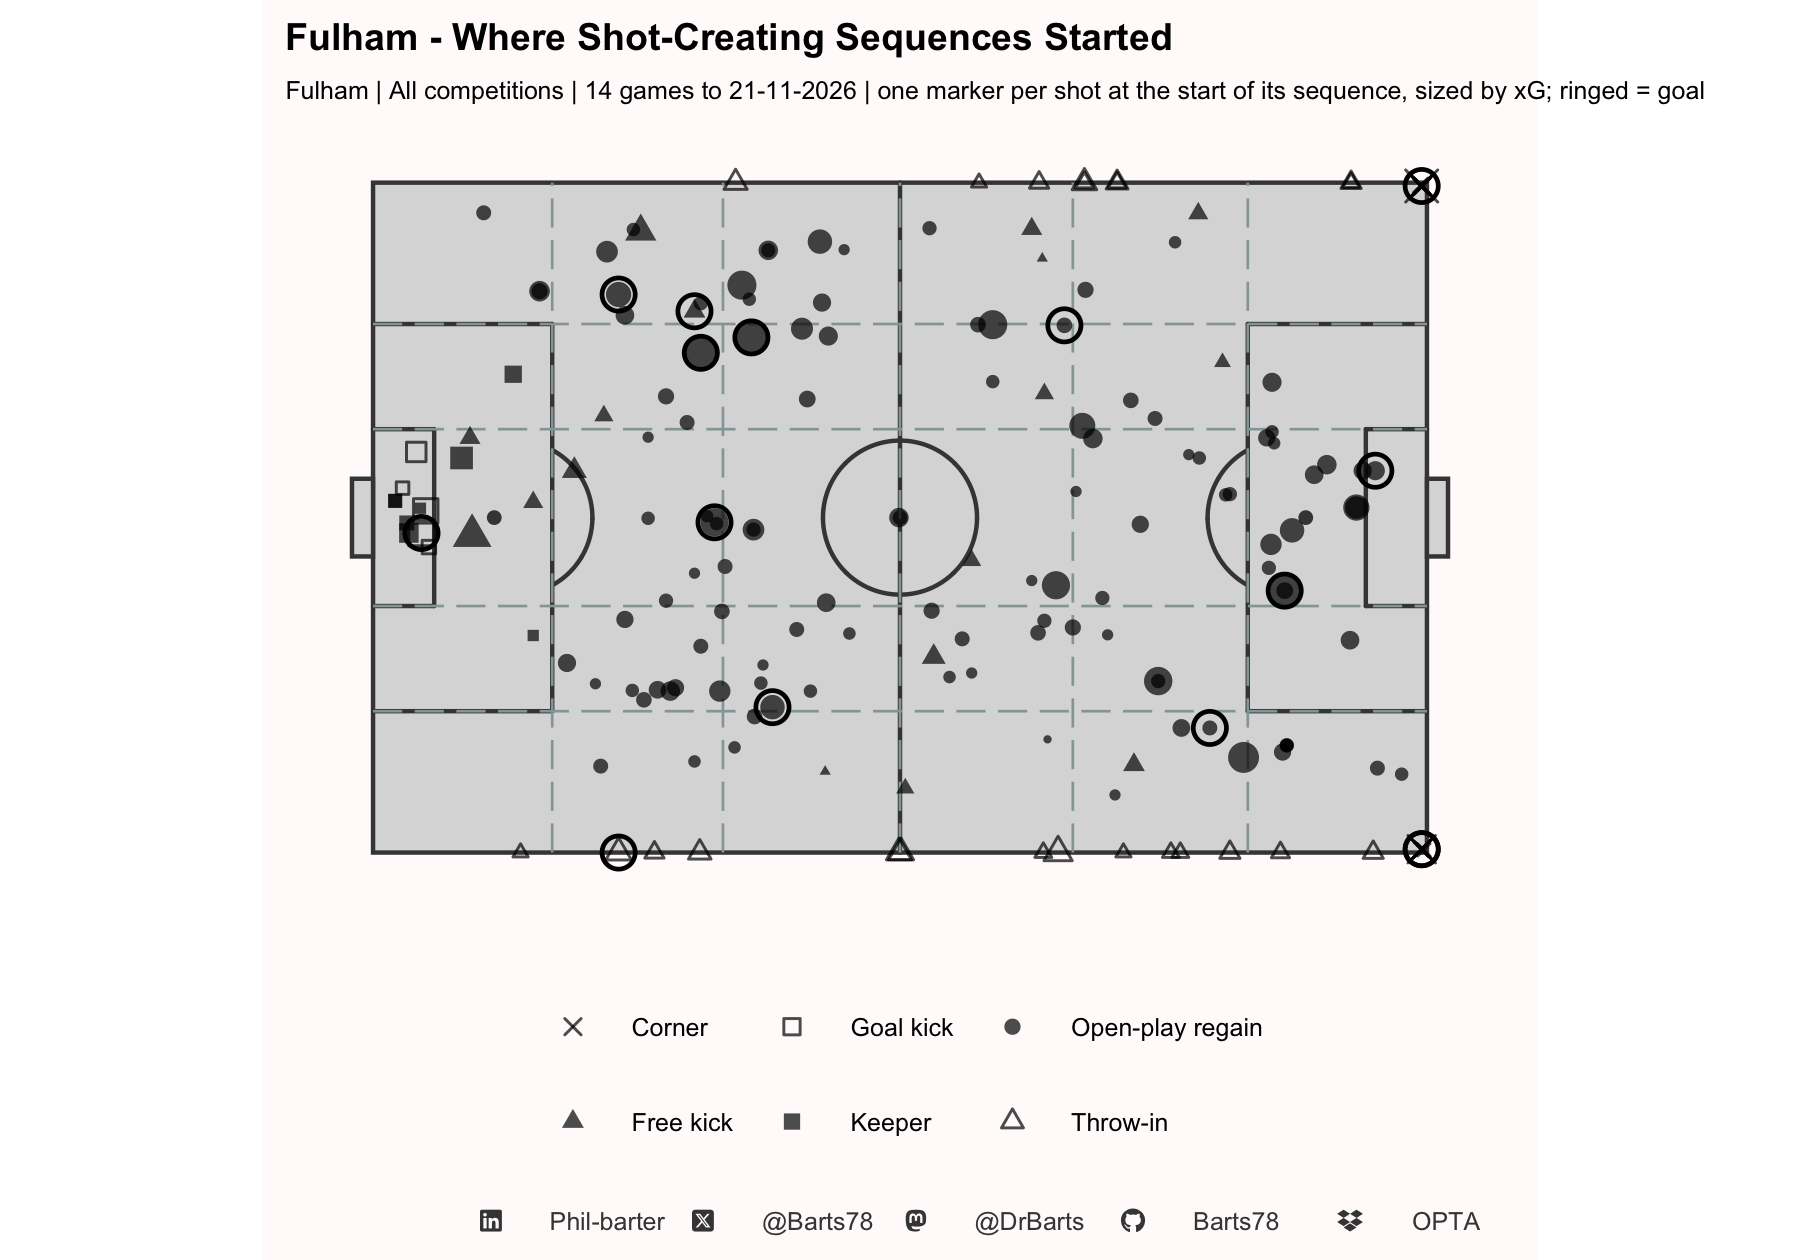 Fulham - Where Shot-Creating Sequences Started
Fulham | All competitions | 14 games to 21-11-2026 | one marker per shot at the start of its sequence, sized by xG; ringed = goal
Corner Goal kick Open-play regain
Free kick Keeper Throw-in
Phil-barter @Barts78 @DrBarts Barts78 OPTA